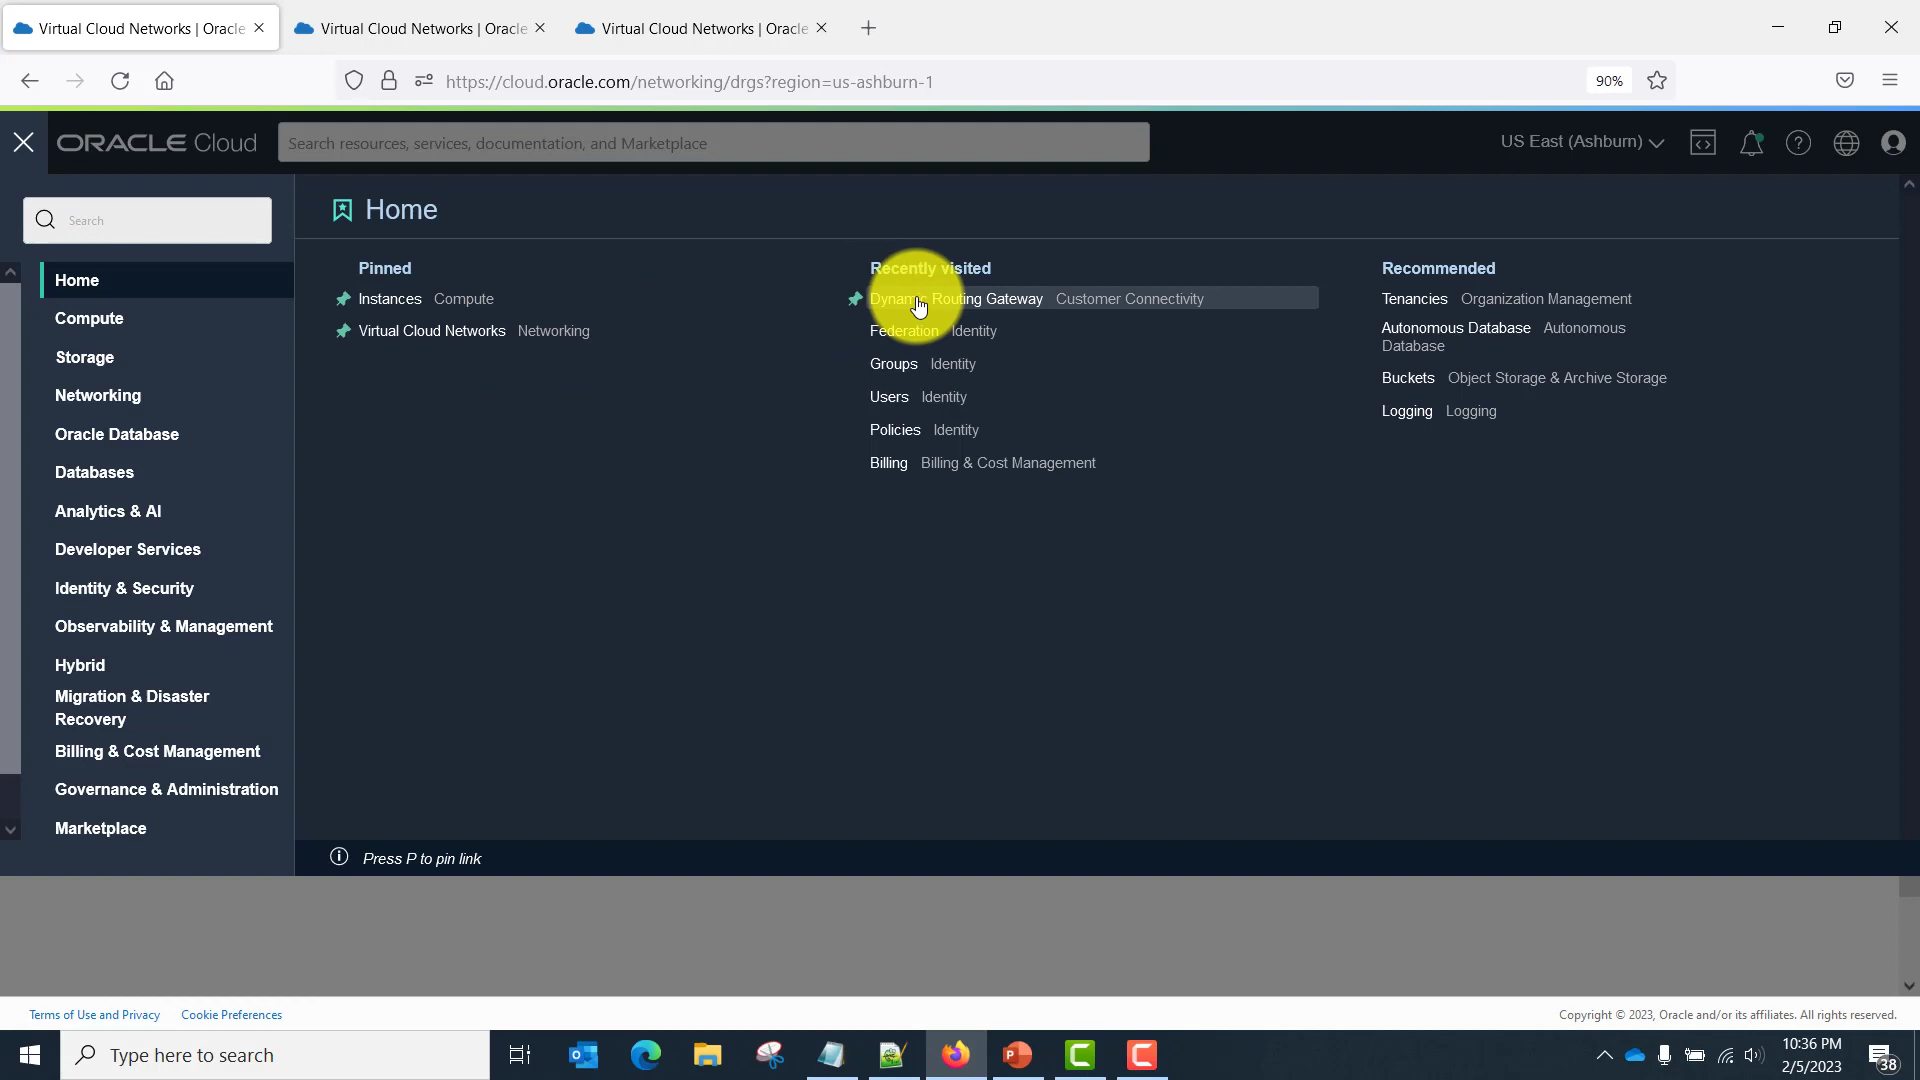 Virtual Cloud Networks | Oracle
Virtual Cloud Networks | Oracle
Virtual Cloud Networks | Oracle
https://cloud.oracle.com/networking/drgs?region=us-ashburn-1
90%
ORACLE Cloud
Search resources, services, documentation, and Marketplace
US East (Ashburn)
Search
Home
Compute
Storage
Networking
Oracle Database
Databases
Analytics & AI
Developer Services
Identity & Security
Observability & Management
Hybrid
Migration & Disaster
Recovery
Billing & Cost Management
Governance & Administration
Marketplace
Home
Pinned
Instances Compute
Virtual Cloud Networks Networking
Recently visited
Dynamic Routing Gateway Customer Connectivity
Federation Identity
Groups Identity
Users Identity
Policies Identity
Billing Billing & Cost Management
Recommended
Tenancies Organization Management
Autonomous Database Autonomous
Database
Buckets Object Storage & Archive Storage
Logging Logging
Press P to pin link
Terms of Use and Privacy Cookie Preferences
Copyright © 2023, Oracle and/or its affiliates. All rights reserved.
Type here to search
10:36 PM
2/5/2023
38